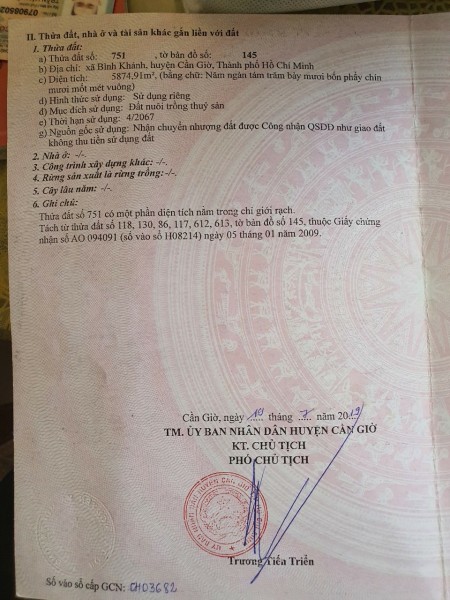 II. Thửa đất, nhà ở và tài sản khác gắn liền với đất
1. Thửa đất:
a) Thửa đất số: 751 , tờ bản đồ số: 145
b) Địa chỉ: xã Bình Khánh, huyện Cần Giờ, Thành phố Hồ Chí Minh
c) Diện tích: 5874,91m², (bằng chữ: Năm ngàn tám trăm bảy mươi bốn phẩy chín
mươi mốt mét vuông)
d) Hình thức sử dụng: Sử dụng riêng
đ) Mục đích sử dụng: Đất nuôi trồng thuỷ sản
e) Thời hạn sử dụng: 4/2067
g) Nguồn gốc sử dụng: Nhận chuyển nhượng đất được Công nhận QSDĐ như giao đất
không thu tiền sử dụng đất
2. Nhà ở: -/-.
3. Công trình xây dựng khác: -/-.
4. Rừng sản xuất là rừng trồng: -/-.
5. Cây lâu năm: -/-.
6. Ghi chú:
Thửa đất số 751 có một phần diện tích nằm trong chỉ giới rạch.
Tách từ thửa đất số 118, 130, 86, 117, 612, 613, tờ bản đồ số 145, thuộc Giấy chứng
nhận số AO 094091 (số vào sổ H08214) ngày 05 tháng 01 năm 2009.
Cần Giờ, ngày tháng 7 năm 2019
TM. ỦY BAN NHÂN DÂN HUYỆN CẦN GIỜ
KT. CHỦ TỊCH
PHÓ CHỦ TỊCH
Trương Tiến Triển
Số vào sổ cấp GCN: CH03682